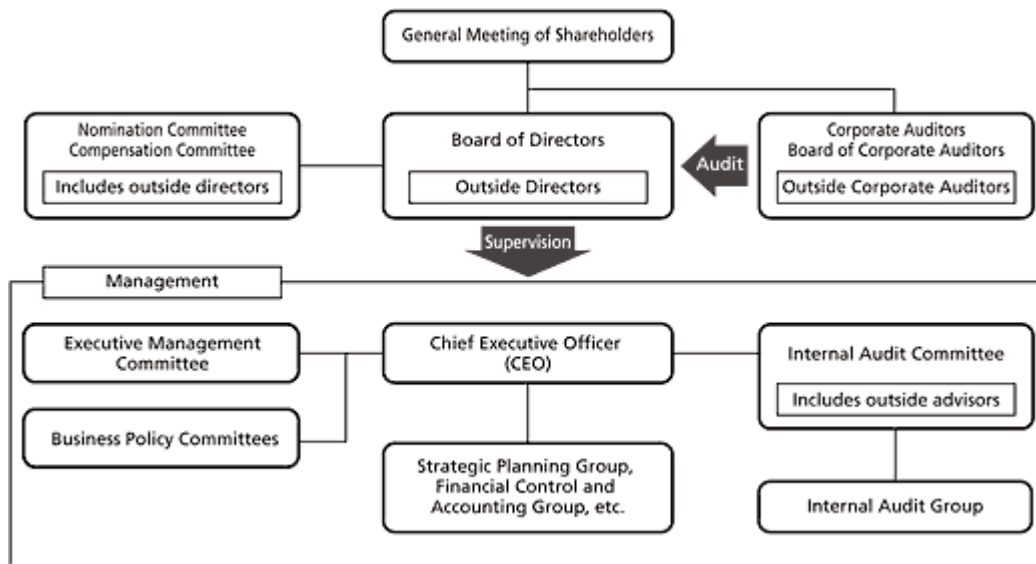 General Meeting of Shareholders
Nomination Committee
Compensation Committee
Includes outside directors
Board of Directors
Outside Directors
Audit
Corporate Auditors
Board of Corporate Auditors
Outside Corporate Auditors
Supervision
Management
Executive Management
Committee
Chief Executive Officer
(CEO)
Internal Audit Committee
Includes outside advisors
Business Policy Committees
Strategic Planning Group,
Financial Control and
Accounting Group, etc.
Internal Audit Group